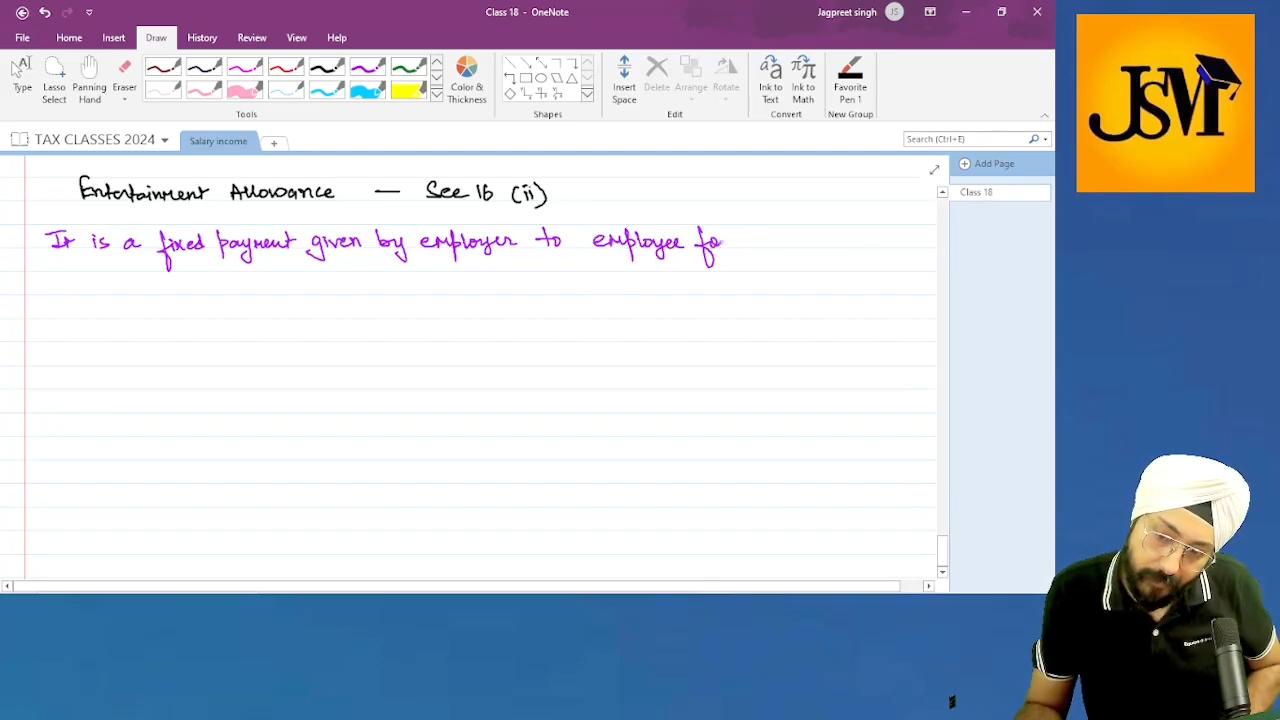 Class 18 - OneNote
Jagpreet singh
JS
File
Home
Insert
Draw
History
Review
View
Help
Type
Lasso Select
Panning Hand
Eraser
Color & Thickness
Insert Space
Delete
Arrange
Rotate
Ink to Text
Ink to Math
Favorite Pen 1
Tools
Shapes
Edit
Convert
New Group
TAX CLASSES 2024
Salary income
Search (Ctrl+E)
Add Page
Class 18
Entertainment Allowance — Sec 16 (ii)
It is a fixed payment given by employer to employee fo
JSM